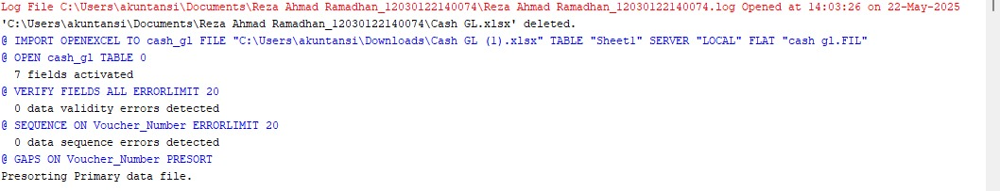 Log File C:\Users\akuntansi\Documents\Reza Ahmad Ramadhan_12030122140074\Reza Ahmad Ramadhan_12030122140074.log Opened at 14:03:26 on 22-May-2025
'C:\Users\akuntansi\Documents\Reza Ahmad Ramadhan_12030122140074\Cash GL.xlsx' deleted.
@ IMPORT OPENEXCEL TO cash_gl FILE "C:\Users\akuntansi\Downloads\Cash GL (1).xlsx" TABLE "Sheet1" SERVER "LOCAL" FLAT "cash gl.FIL"
@ OPEN cash_gl TABLE 0
7 fields activated
@ VERIFY FIELDS ALL ERRORLIMIT 20
0 data validity errors detected
@ SEQUENCE ON Voucher_Number ERRORLIMIT 20
0 data sequence errors detected
@ GAPS ON Voucher_Number PRESORT
Presorting Primary data file.